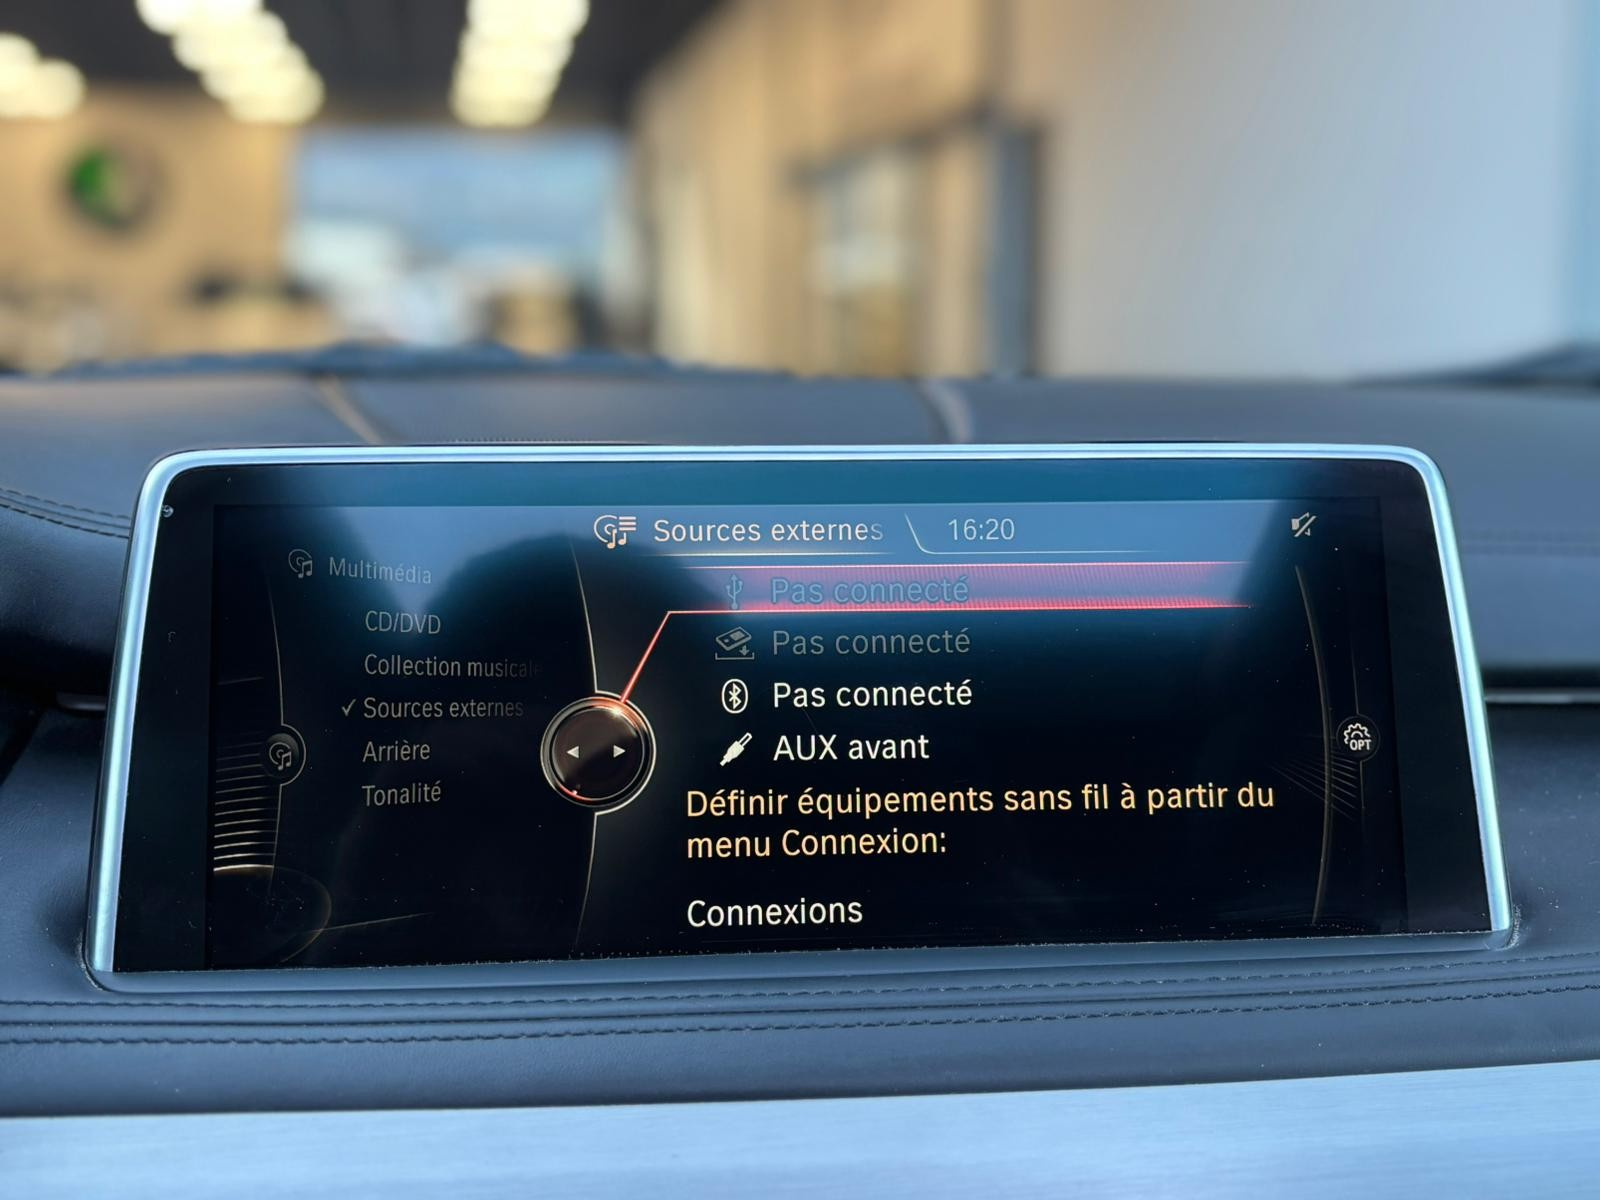 Sources externes
16:20
Multimédia
CD/DVD
Collection musicale
✓ Sources externes
Arrière
Tonalité
Pas connecté
Pas connecté
Pas connecté
AUX avant
Définir équipements sans fil à partir du
menu Connexion:
Connexions
OPT